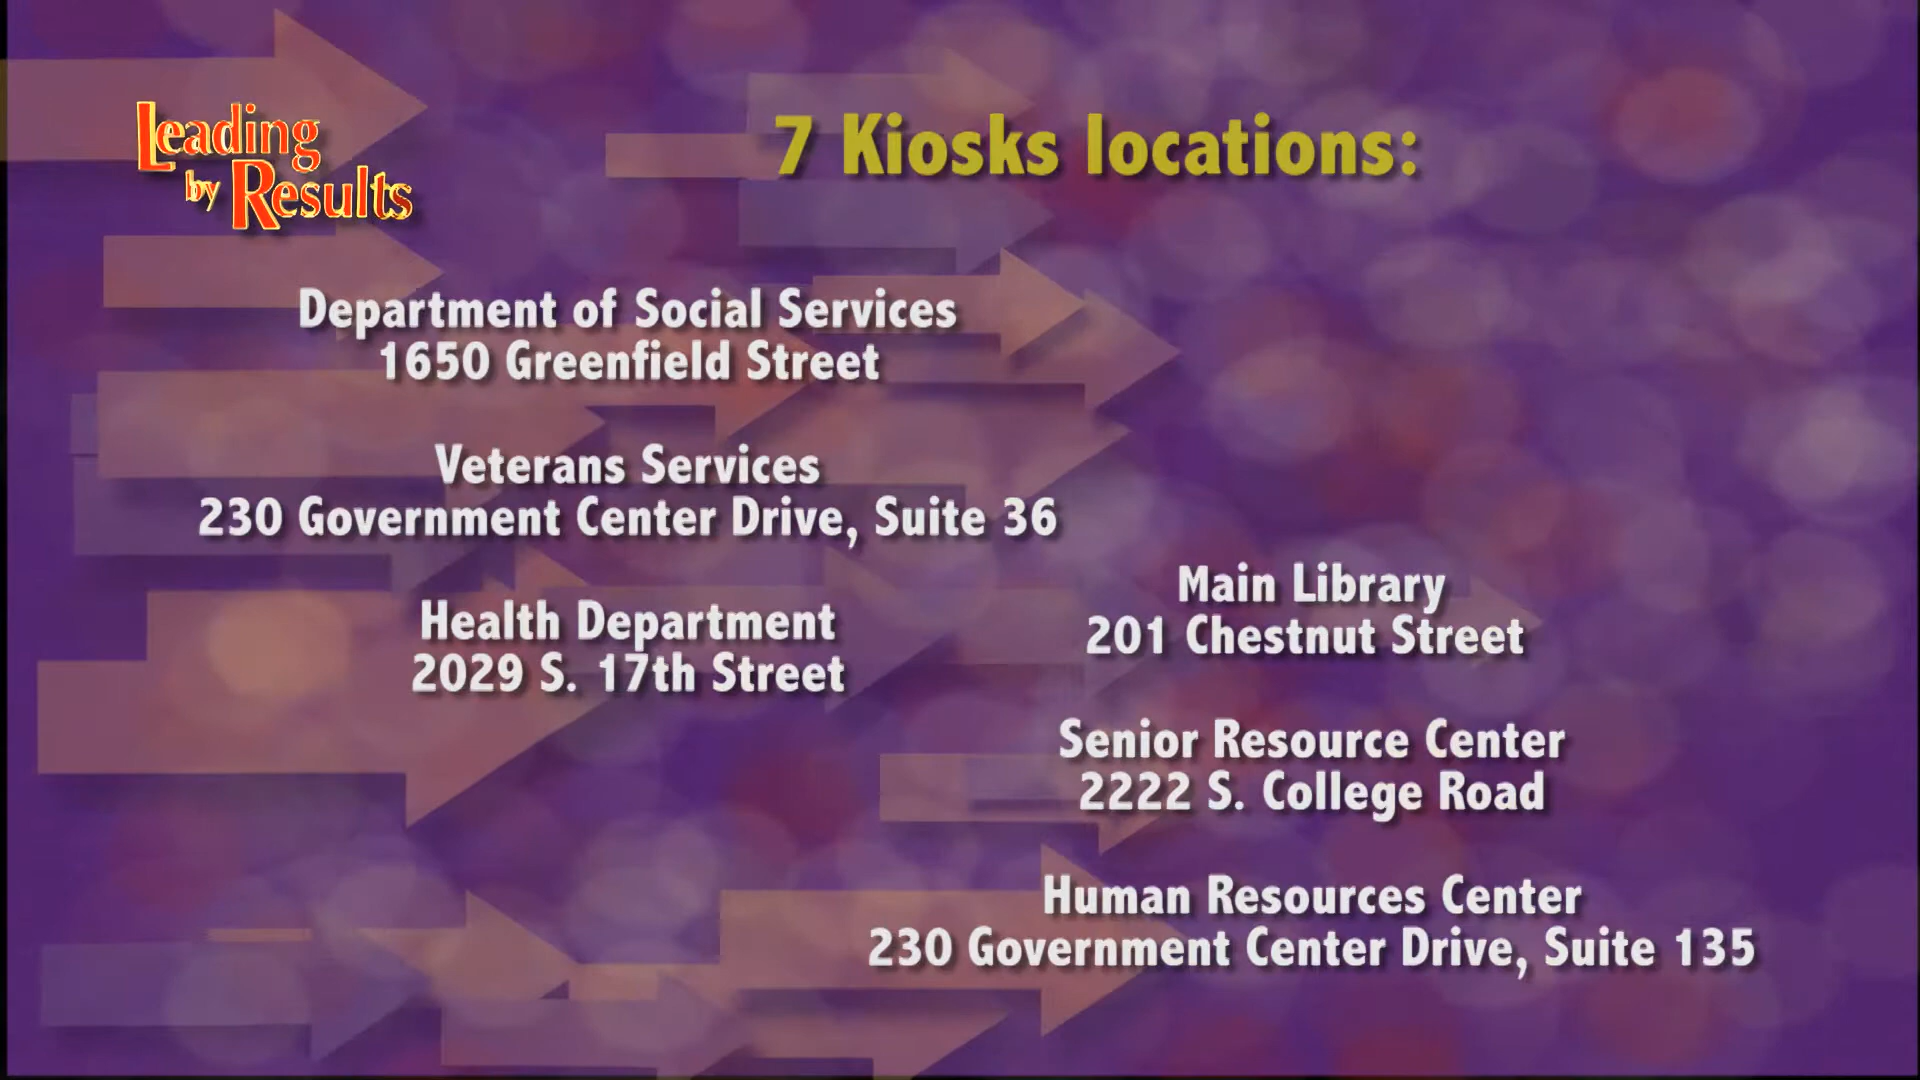 Leading
by Results
7 Kiosks locations:
Department of Social Services
1650 Greenfield Street
Veterans Services
230 Government Center Drive, Suite 36
Health Department
2029 S. 17th Street
Main Library
201 Chestnut Street
Senior Resource Center
2222 S. College Road
Human Resources Center
230 Government Center Drive, Suite 135